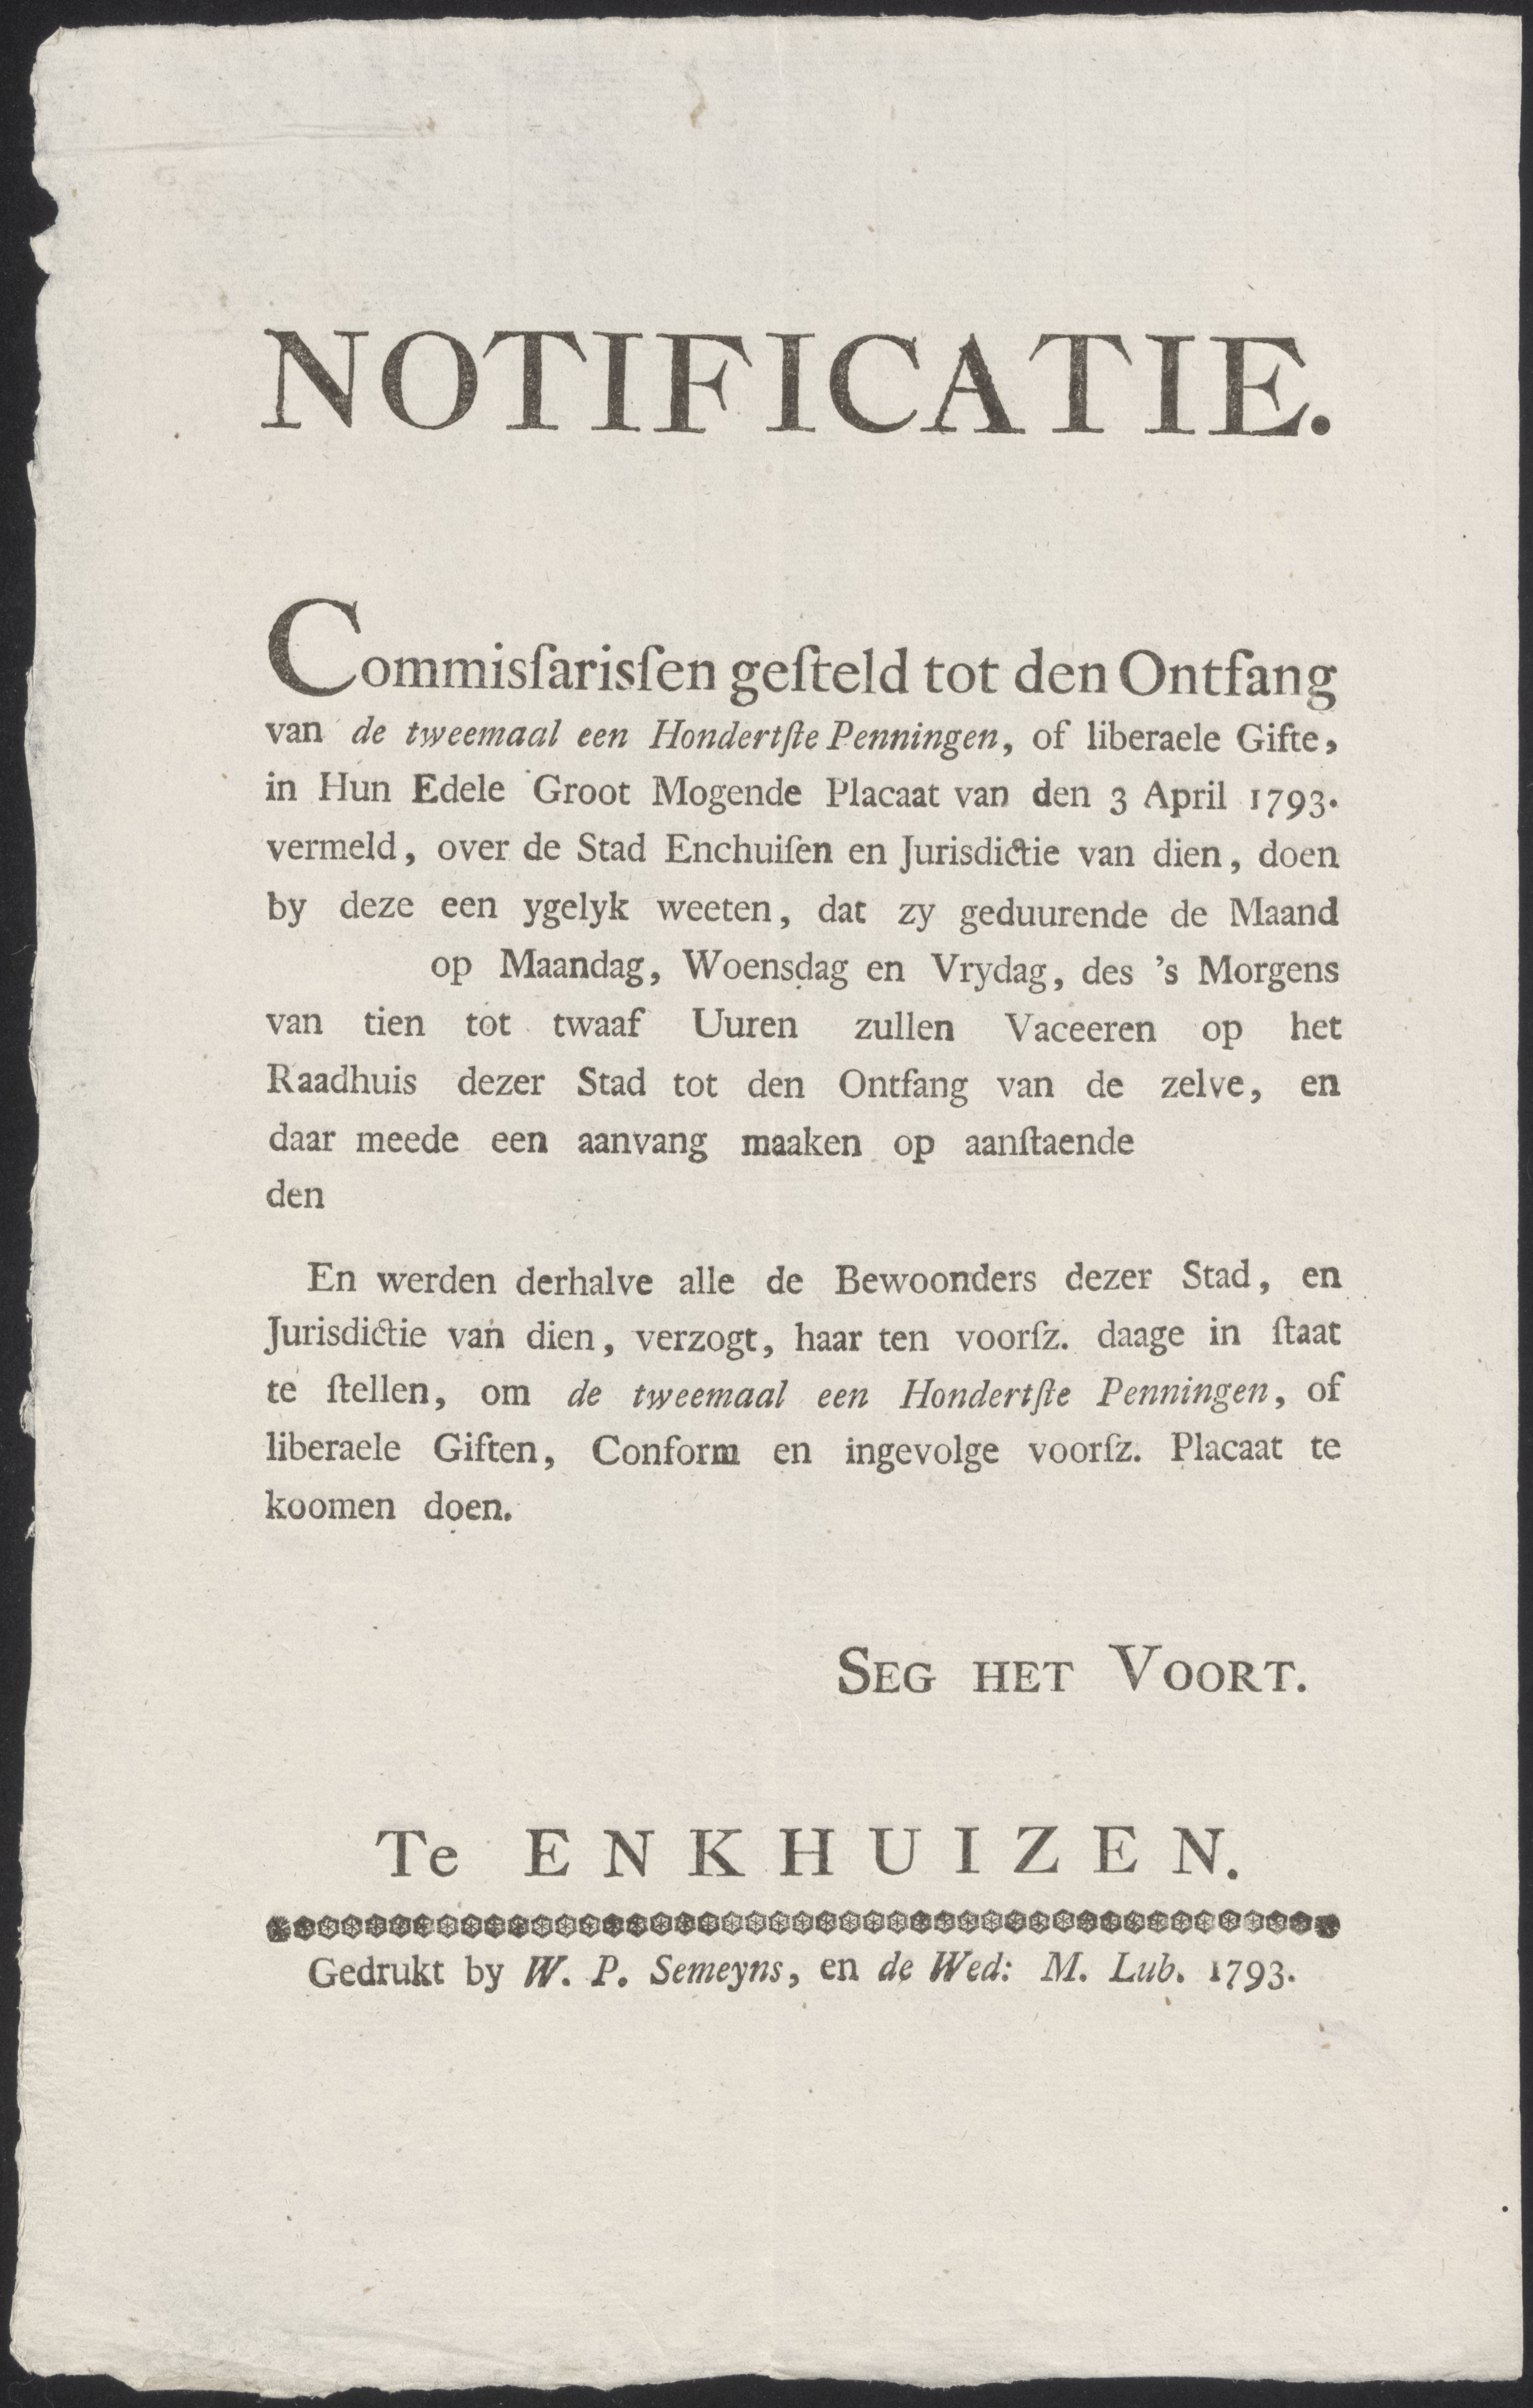 NOTIFICATIE.
Commisſarisſen geſteld tot den Ontfang
van de tweemaal een Hondertſte Penningen, of liberaele Gifte,
in Hun Edele Groot Mogende Placaat van den 3 April 1793.
vermeld, over de Stad Enchuiſen en Jurisdictie van dien, doen
by deze een ygelyk weeten, dat zy geduurende de Maand
op Maandag, Woensdag en Vrydag, des 's Morgens
van tien tot twaaf Uuren zullen Vaceeren op het
Raadhuis dezer Stad tot den Ontfang van de zelve, en
daar meede een aanvang maaken op aanſtaende
den
En werden derhalve alle de Bewoonders dezer Stad, en
Jurisdictie van dien, verzogt, haar ten voorſz. daage in ſtaat
te ſtellen, om de tweemaal een Hondertſte Penningen, of
liberaele Giften, Conform en ingevolge voorſz. Placaat te
koomen doen.
SEG HET VOORT.
Te ENKHUIZEN.
Gedrukt by W. P. Semeyns, en de Wed: M. Lub. 1793.